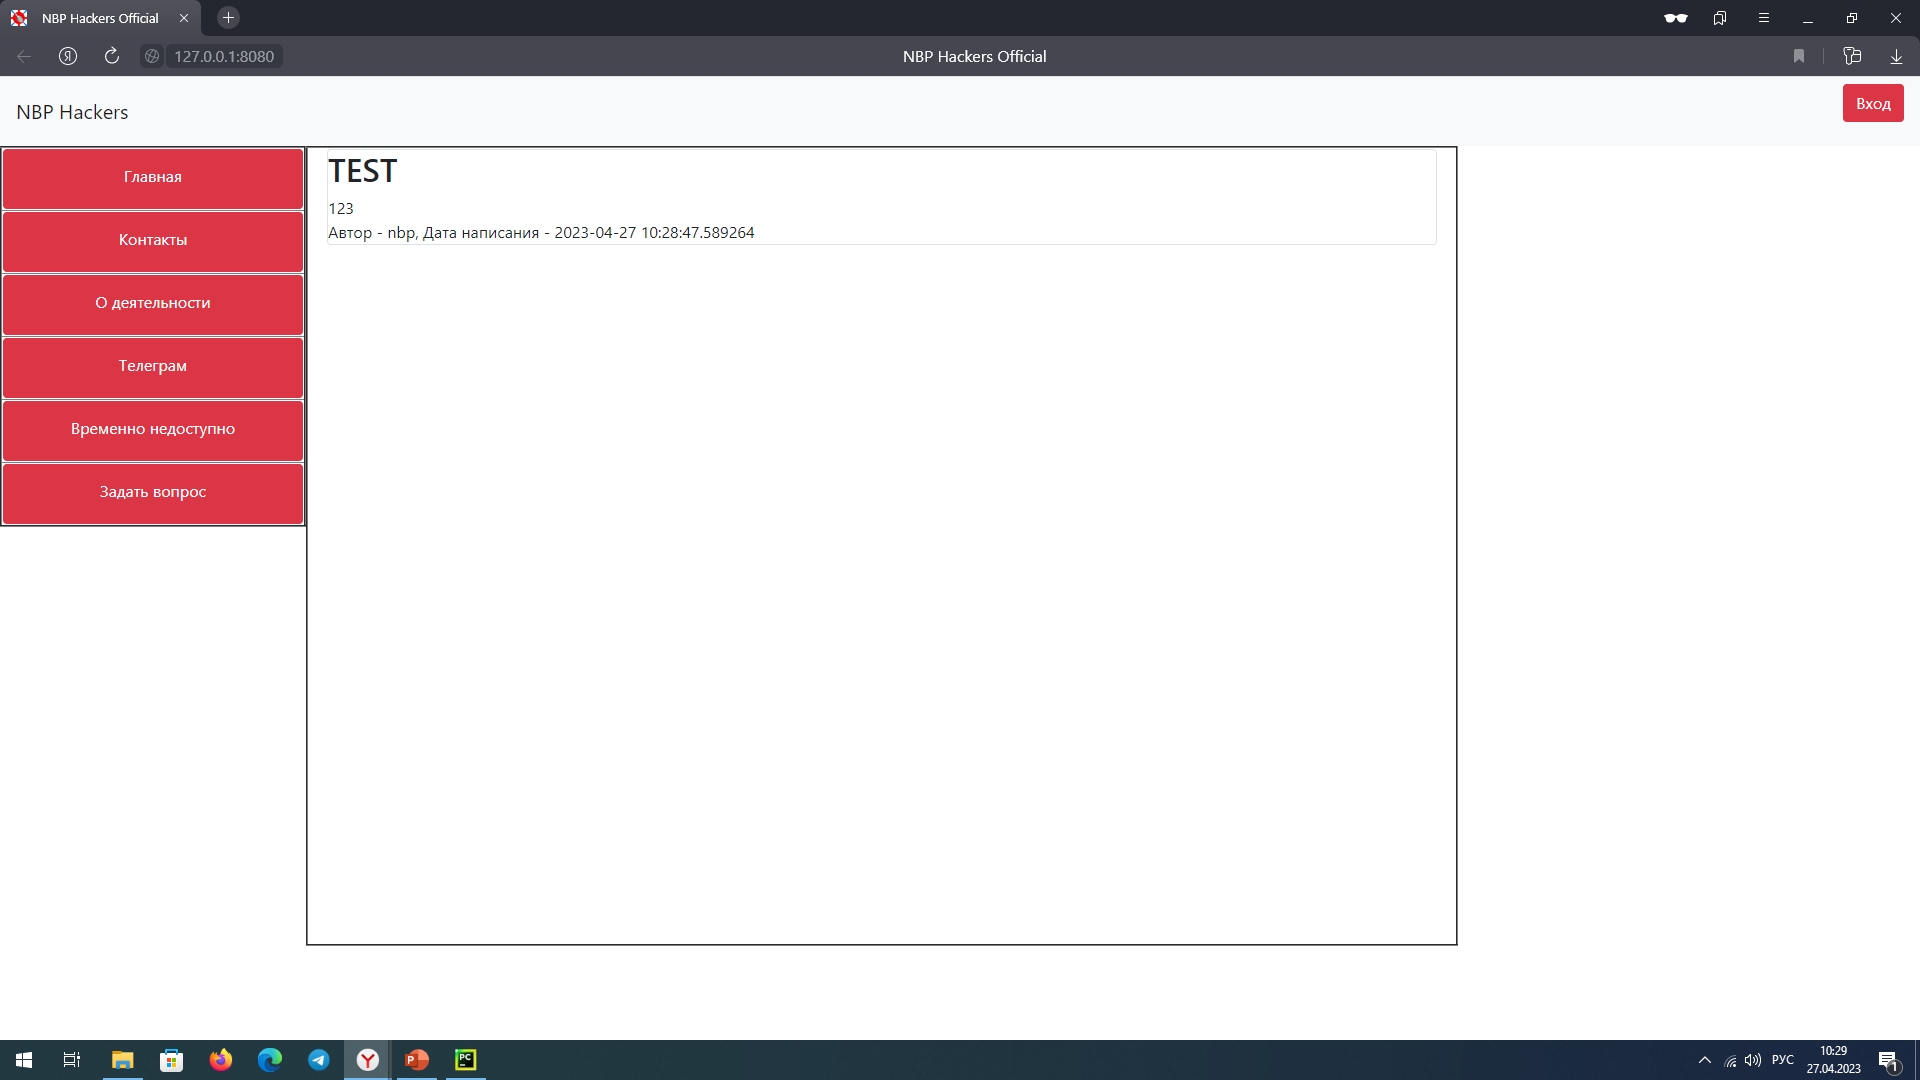 NBP Hackers Official
127.0.0.1:8080
NBP Hackers Official
NBP Hackers
Вход
Главная
Контакты
О деятельности
Телеграм
Временно недоступно
Задать вопрос
TEST
123
Автор - nbp, Дата написания - 2023-04-27 10:28:47.589264
РУС
10:29
27.04.2023
1